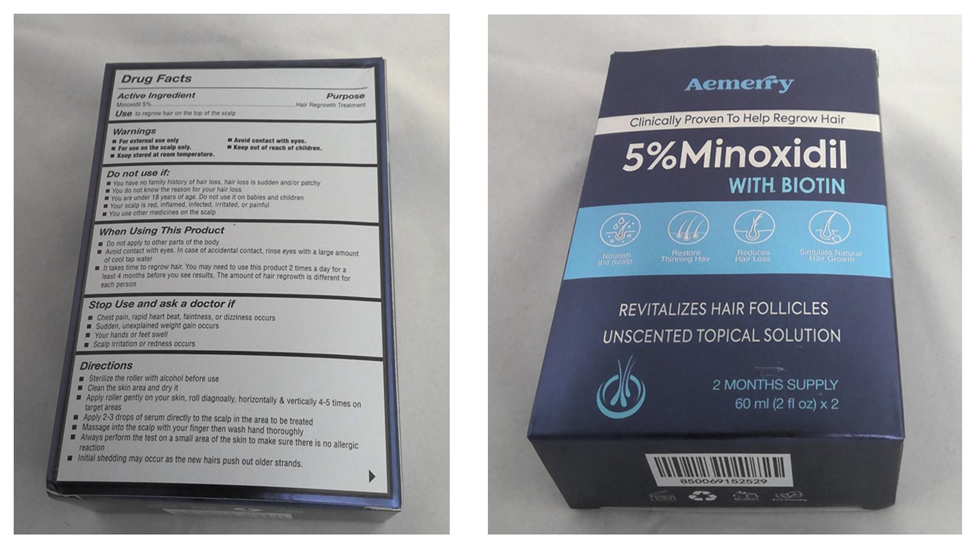 Drug Facts
Active Ingredient Purpose
Minoxidil 5% Hair Regrowth Treatment
Use to regrow hair on the top of the scalp
Warnings
▪ For external use only
▪ For use on the scalp only.
▪ Keep stored at room temperature.
▪ Avoid contact with eyes.
▪ Keep out of reach of children.
Do not use if:
▪ You have no family history of hair loss, hair loss is sudden and/or patchy
▪ You do not know the reason for your hair loss
▪ You are under 18 years of age. Do not use it on babies and children
▪ Your scalp is red, inflamed, infected, irritated, or painful
▪ You use other medicines on the scalp
When Using This Product
▪ Do not apply to other parts of the body
▪ Avoid contact with eyes. In case of accidental contact, rinse eyes with a large amount
of cool tap water
▪ It takes time to regrow hair. You may need to use this product 2 times a day for a
least 4 months before you see results, The amount of hair regrowth is different for
each person
Stop Use and ask a doctor if
▪ Chest pain, rapid heart beat, faintness, or dizziness occurs
▪ Sudden, unexplained weight gain occurs
▪ Your hands or feet swell
▪ Scalp irritation or redness occurs
Directions
▪ Sterilize the roller with alcohol before use
▪ Clean the skin area and dry it
▪ Apply roller gently on your skin, roll diagnoally, horizontally & vertically 4-5 times on
target areas
▪ Apply 2-3 drops of serum directly to the scalp in the area to be treated
▪ Massage into the scalp with your finger then wash hand thoroughly
▪ Always perform the test on a small area of the skin to make sure there is no allergic
reaction
▪ Initial shedding may occur as the new hairs push out older strands.
Aemerry
Clinically Proven To Help Regrow Hair
5%Minoxidil
WITH BIOTIN
Nourish
the Scalp
Restore
Thinning Hair
Reduces
Hair Loss
Simulate Natural
Hair Growth
REVITALIZES HAIR FOLLICLES
UNSCENTED TOPICAL SOLUTION
2 MONTHS SUPPLY
60 ml (2 fl oz) x 2
850069152529